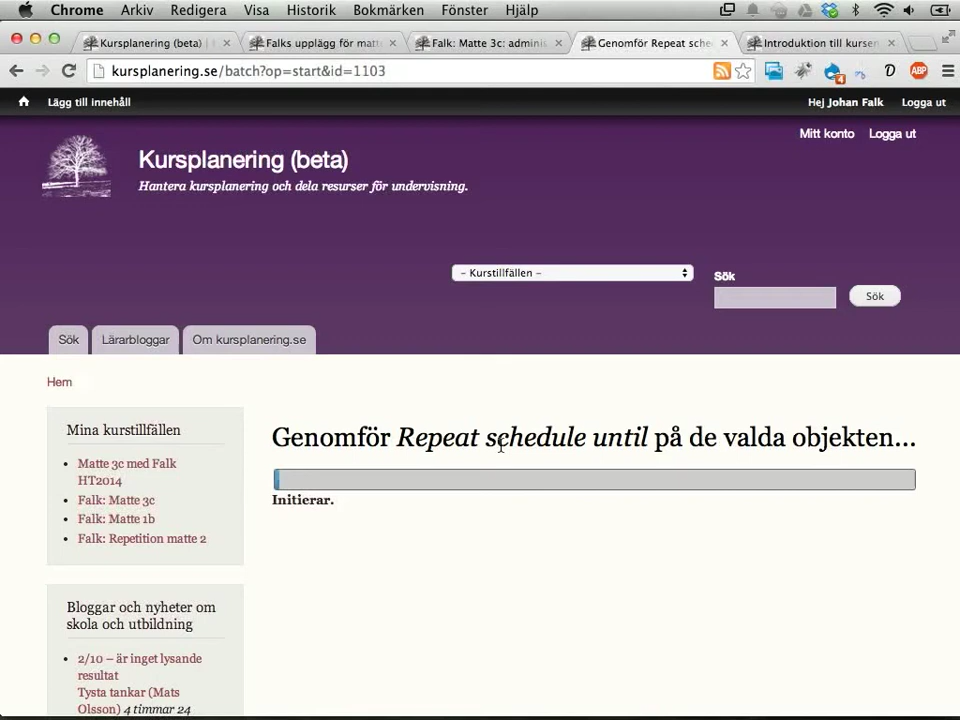 Chrome Arkiv Redigera Visa Historik Bokmärken Fönster Hjälp
Kursplanering (beta) |
Falks upplägg för matt
Falk: Matte 3c: adminis
Genomför Repeat sche
Introduktion till kursen
kursplanering.se/batch?op=start&id=1103
4
D
ABP
Lägg till innehåll
Hej Johan Falk Logga ut
Mitt konto Logga ut
Kursplanering (beta)
Hantera kursplanering och dela resurser för undervisning.
- Kurstillfällen -
Sök
Sök
Sök Lärarbloggar Om kursplanering.se
Hem
Mina kurstillfällen
• Matte 3c med Falk
HT2014
• Falk: Matte 3c
• Falk: Matte 1b
• Falk: Repetition matte 2
Genomför Repeat schedule until på de valda objekten...
Initierar.
Bloggar och nyheter om
skola och utbildning
• 2/10 – är inget lysande
resultat
Tysta tankar (Mats
Olsson) 4 timmar 24